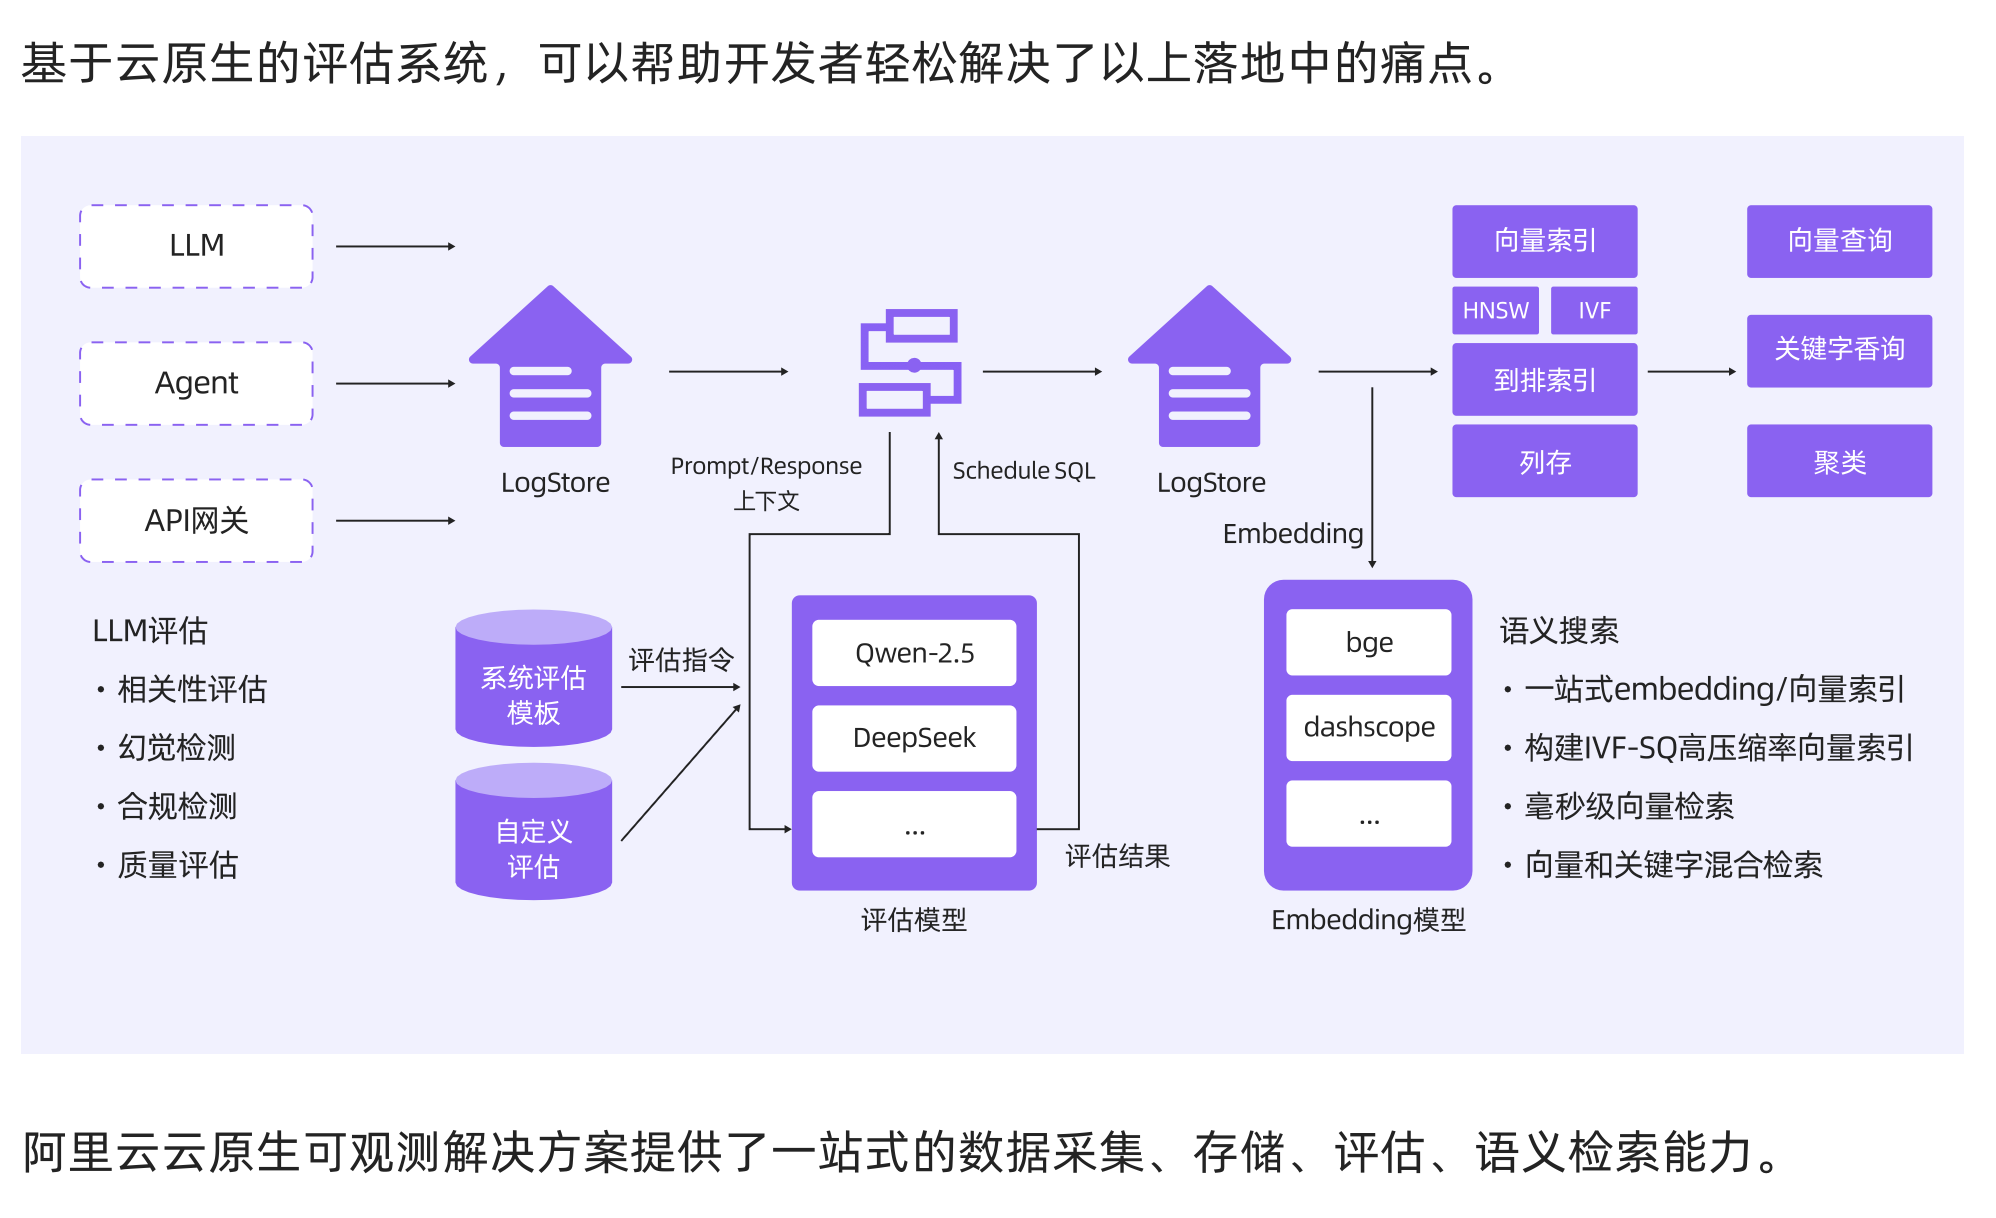 基于云原生的评估系统，可以帮助开发者轻松解决了以上落地中的痛点。
LLM
Agent
API网关
LogStore
Prompt/Response
上下文
Schedule SQL
LogStore
Embedding
向量索引
HNSW
IVF
到排索引
列存
向量查询
关键字香询
聚类
LLM评估
• 相关性评估
• 幻觉检测
• 合规检测
• 质量评估
系统评估
模板
评估指令
自定义
评估
Qwen-2.5
DeepSeek
...
评估模型
评估结果
bge
dashscope
...
Embedding模型
语义搜索
• 一站式embedding/向量索引
• 构建IVF-SQ高压缩率向量索引
• 毫秒级向量检索
• 向量和关键字混合检索
阿里云云原生可观测解决方案提供了一站式的数据采集、存储、评估、语义检索能力。